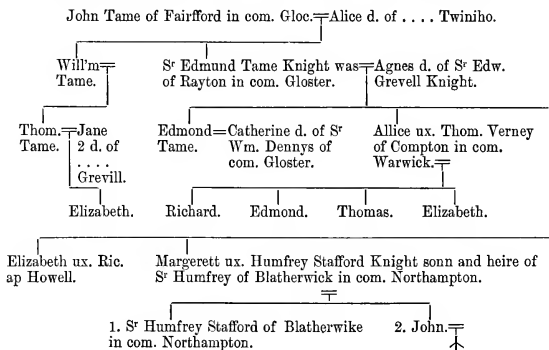 John Tame of Fairfford in com. Gloc.=Alice d. of . . . . Twiniho.
Will'm= Sʳ Edmund Tame Knight was=Agnes d. of Sʳ Edw.
Tame. of Rayton in com. Gloster. Grevell Knight.
Thom.=Jane Edmond=Catherine d. of Sʳ Allice ux. Thom. Verney
Tame. 2 d. of Tame. Wm. Dennys of of Compton in com.
. . . . com. Gloster. Warwick.=
Grevill.
Elizabeth. Richard. Edmond. Thomas. Elizabeth.
Elizabeth ux. Ric. Margerett ux. Humfrey Stafford Knight sonn and heire of
ap Howell. Sʳ Humfrey of Blatherwick in com. Northampton.
=
1. Sʳ Humfrey Stafford of Blatherwike 2. John.=
in com. Northampton.